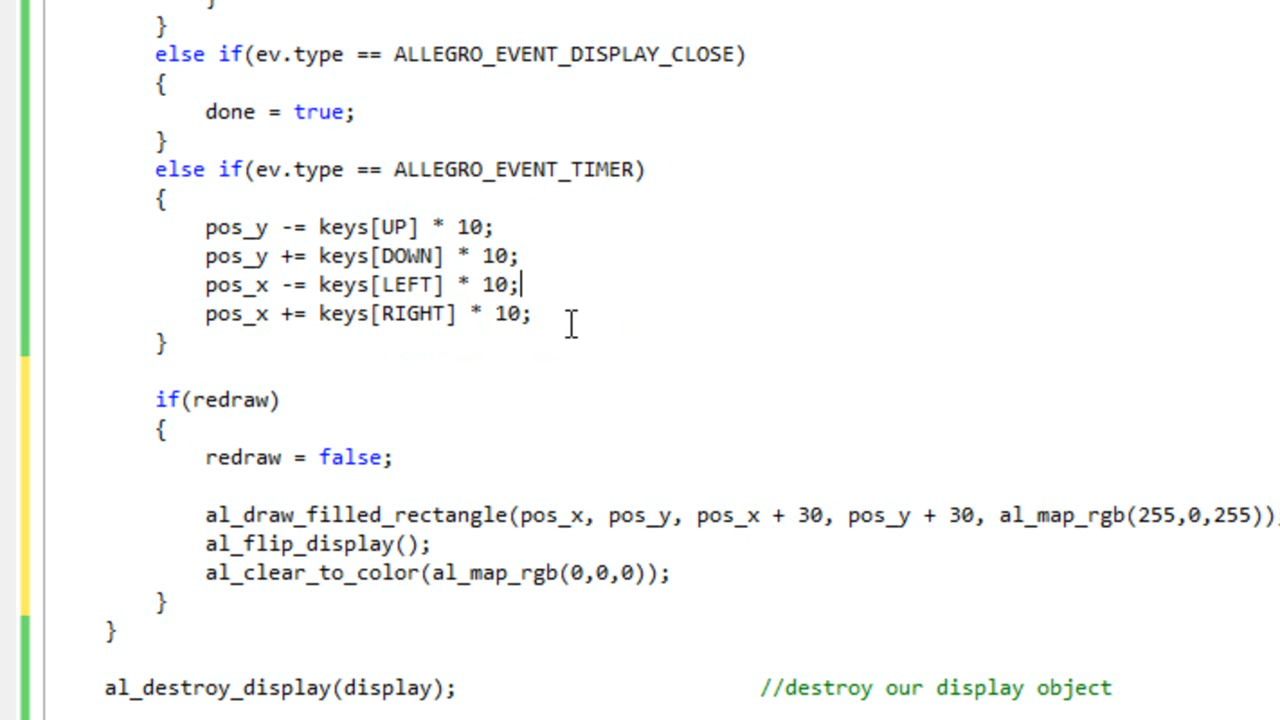 }
}
else if(ev.type == ALLEGRO_EVENT_DISPLAY_CLOSE)
{
done = true;
}
else if(ev.type == ALLEGRO_EVENT_TIMER)
{
pos_y -= keys[UP] * 10;
pos_y += keys[DOWN] * 10;
pos_x -= keys[LEFT] * 10;
pos_x += keys[RIGHT] * 10;
}
if(redraw)
{
redraw = false;
al_draw_filled_rectangle(pos_x, pos_y, pos_x + 30, pos_y + 30, al_map_rgb(255,0,255));
al_flip_display();
al_clear_to_color(al_map_rgb(0,0,0));
}
}
al_destroy_display(display); //destroy our display object